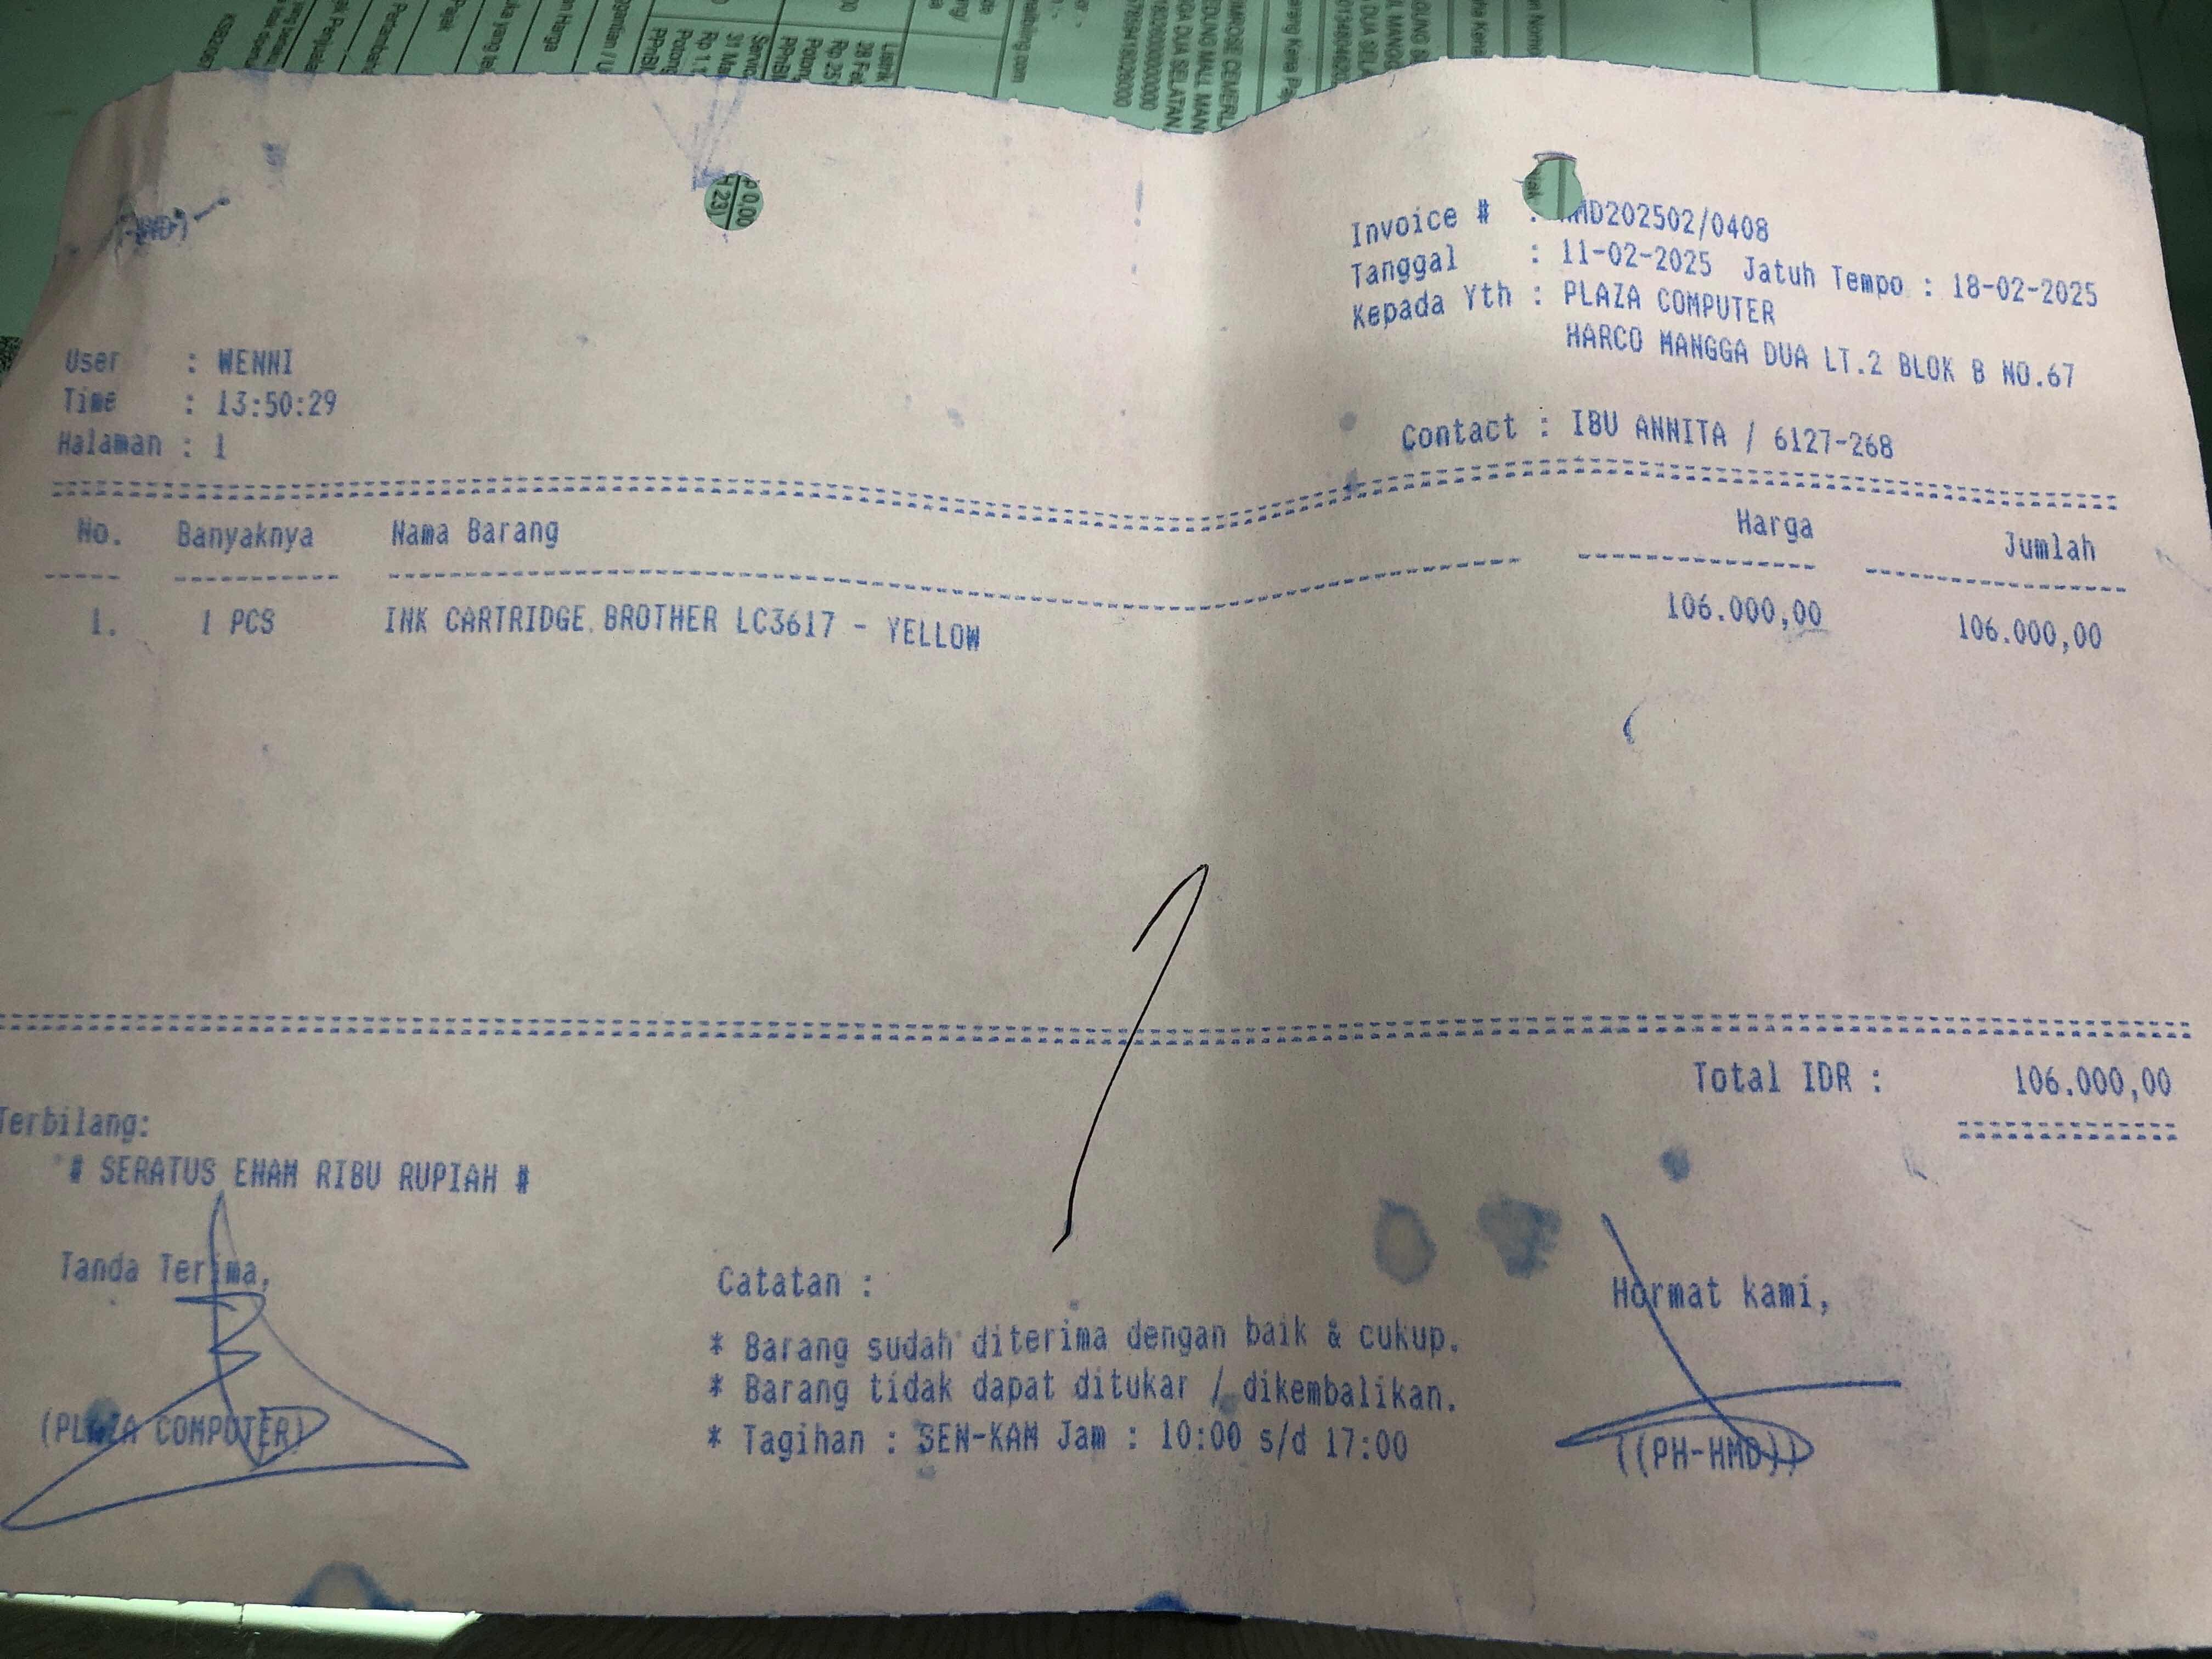 Invoice # : HMD202502/0408
Tanggal : 11-02-2025 Jatuh Tempo : 18-02-2025
Kepada Yth : PLAZA COMPUTER
HARCO MANGGA DUA LT.2 BLOK B NO.67
User : WENNI
Time : 13:50:29
Halaman : 1
Contact : IBU ANNITA / 6127-268
No. Banyaknya Nama Barang Harga Jumlah
1. 1 PCS INK CARTRIDGE BROTHER LC3617 - YELLOW 106.000,00 106.000,00
Total IDR : 106.000,00
Terbilang:
# SERATUS ENAM RIBU RUPIAH #
Tanda Terima,
Catatan :
Hormat kami,
* Barang sudah diterima dengan baik & cukup.
* Barang tidak dapat ditukar / dikembalikan.
* Tagihan : SEN-KAM Jam : 10:00 s/d 17:00
(PLAZA COMPUTER)
((PH-HMD))